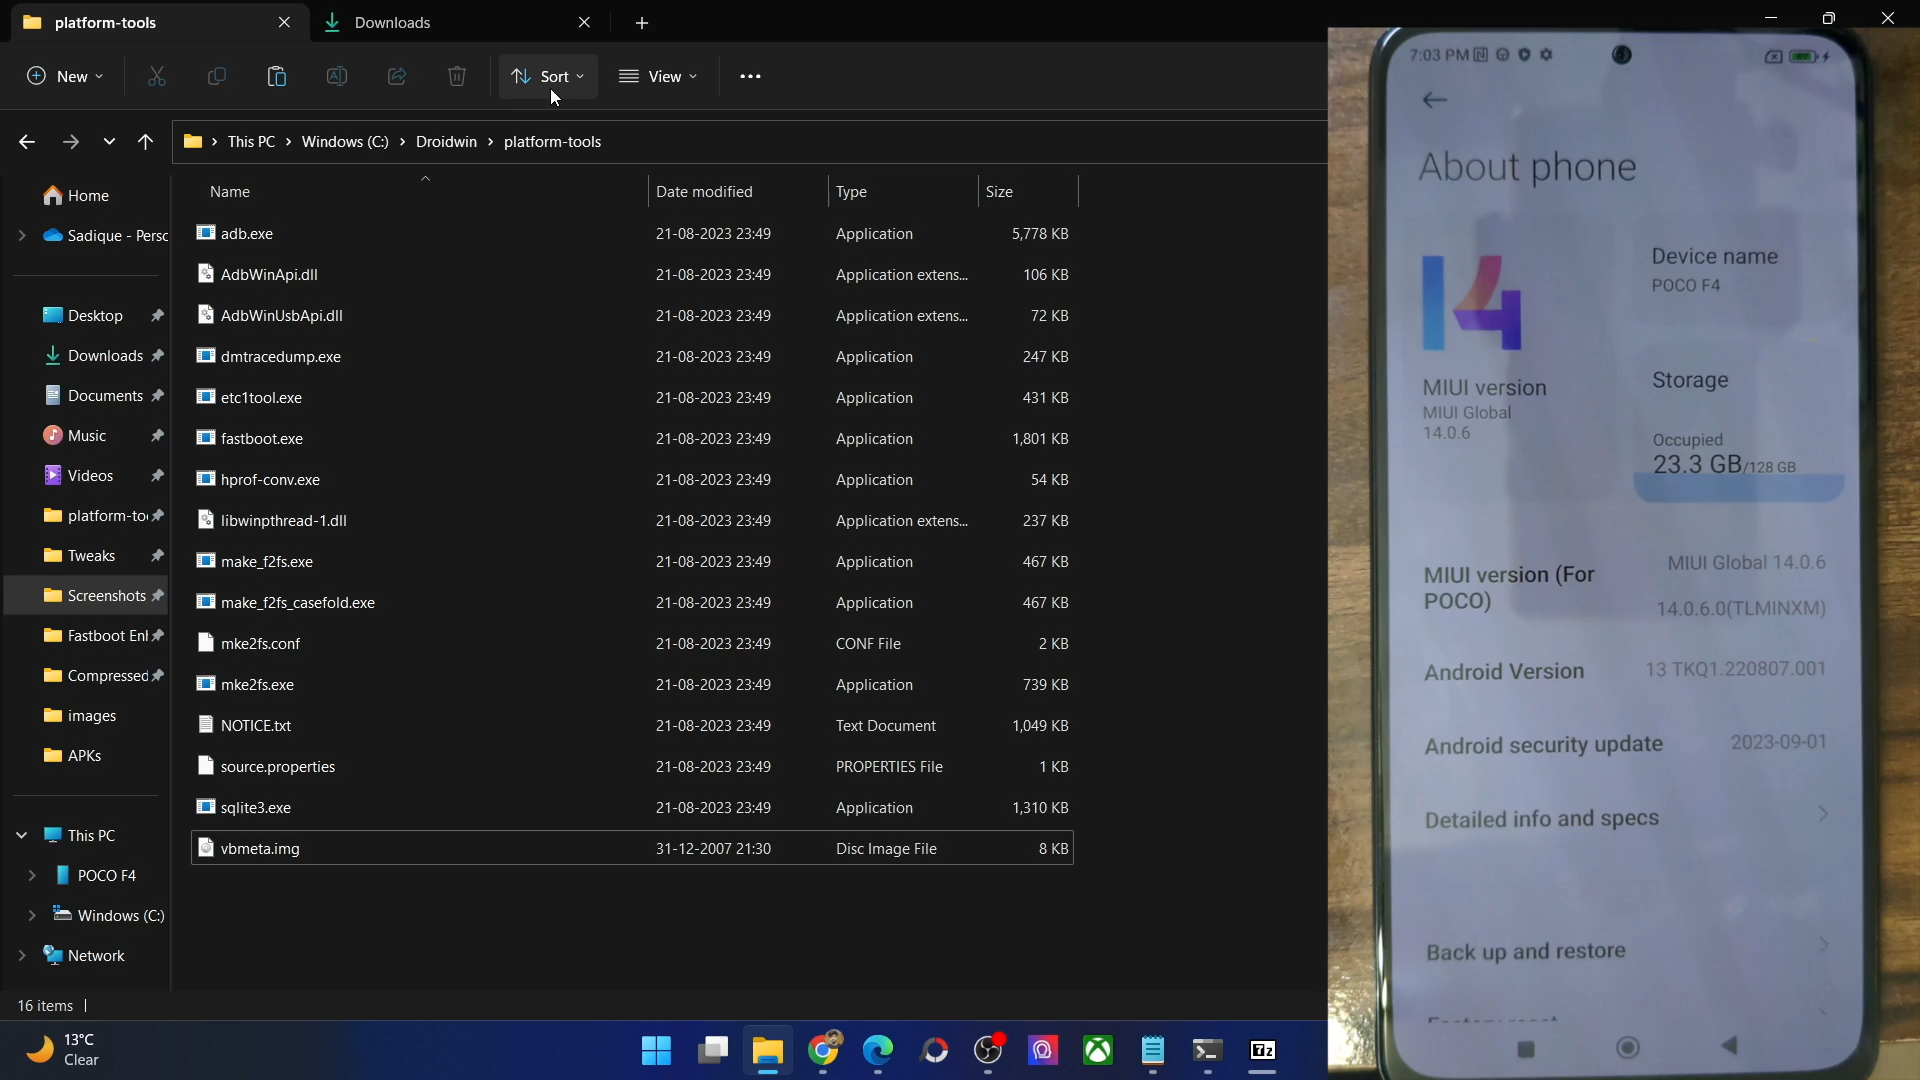 platform-tools
Downloads
New
Sort
View
This PC
Windows (C:)
Droidwin
platform-tools
Home
Sadique - Persc
Desktop
Downloads
Documents
Music
Videos
platform-to
Tweaks
Screenshots
Fastboot Enl
Compressed
images
APKs
This PC
POCO F4
Windows (C:)
Network
Name Date modified Type Size
adb.exe 21-08-2023 23:49 Application 5,778 KB
AdbWinApi.dll 21-08-2023 23:49 Application extens... 106 KB
AdbWinUsbApi.dll 21-08-2023 23:49 Application extens... 72 KB
dmtracedump.exe 21-08-2023 23:49 Application 247 KB
etc1tool.exe 21-08-2023 23:49 Application 431 KB
fastboot.exe 21-08-2023 23:49 Application 1,801 KB
hprof-conv.exe 21-08-2023 23:49 Application 54 KB
libwinpthread-1.dll 21-08-2023 23:49 Application extens... 237 KB
make_f2fs.exe 21-08-2023 23:49 Application 467 KB
make_f2fs_casefold.exe 21-08-2023 23:49 Application 467 KB
mke2fs.conf 21-08-2023 23:49 CONF File 2 KB
mke2fs.exe 21-08-2023 23:49 Application 739 KB
NOTICE.txt 21-08-2023 23:49 Text Document 1,049 KB
source.properties 21-08-2023 23:49 PROPERTIES File 1 KB
sqlite3.exe 21-08-2023 23:49 Application 1,310 KB
vbmeta.img 31-12-2007 21:30 Disc Image File 8 KB
16 items
13°C
Clear
7z
7:03 PM
About phone
14
MIUI version
MIUI Global
14.0.6
Device name
POCO F4
Storage
Occupied
23.3 GB/128 GB
MIUI version (For
POCO)
MIUI Global 14.0.6
14.0.6.0(TLMINXM)
Android Version 13 TKQ1.220807.001
Android security update 2023-09-01
Detailed info and specs
Back up and restore